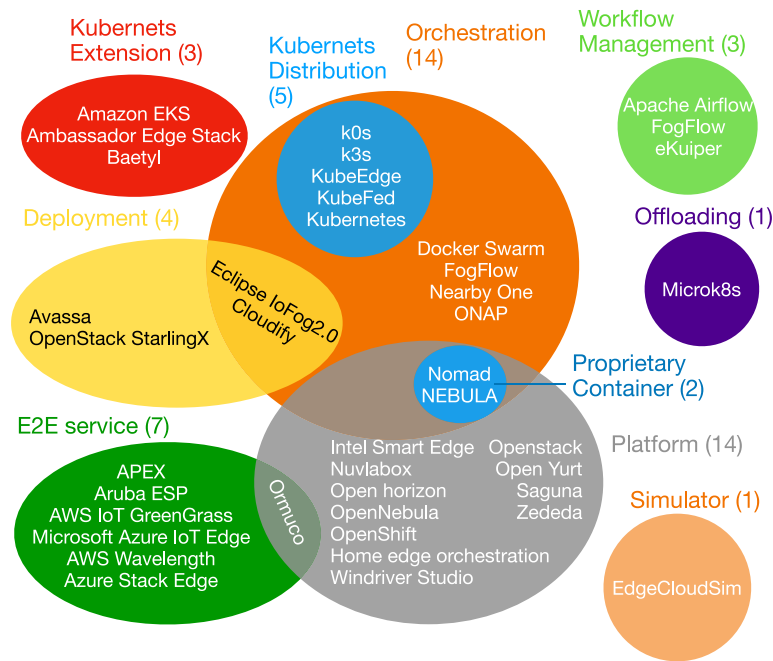 Kubernets
Extension (3)
Amazon EKS
Ambassador Edge Stack
Baetyl
Kubernets
Distribution
(5)
k0s
k3s
KubeEdge
KubeFed
Kubernetes
Orchestration
(14)
Docker Swarm
FogFlow
Nearby One
ONAP
Workflow
Management (3)
Apache Airflow
FogFlow
eKuiper
Deployment (4)
Avassa
OpenStack StarlingX
Eclipse IoFog2.0
Cloudify
Offloading (1)
Microk8s
Proprietary
Container (2)
Nomad
NEBULA
E2E service (7)
APEX
Aruba ESP
AWS IoT GreenGrass
Microsoft Azure IoT Edge
AWS Wavelength
Azure Stack Edge
Ormuco
Platform (14)
Intel Smart Edge
Nuvlabox
Open horizon
OpenNebula
OpenShift
Home edge orchestration
Windriver Studio
Openstack
Open Yurt
Saguna
Zededa
Simulator (1)
EdgeCloudSim